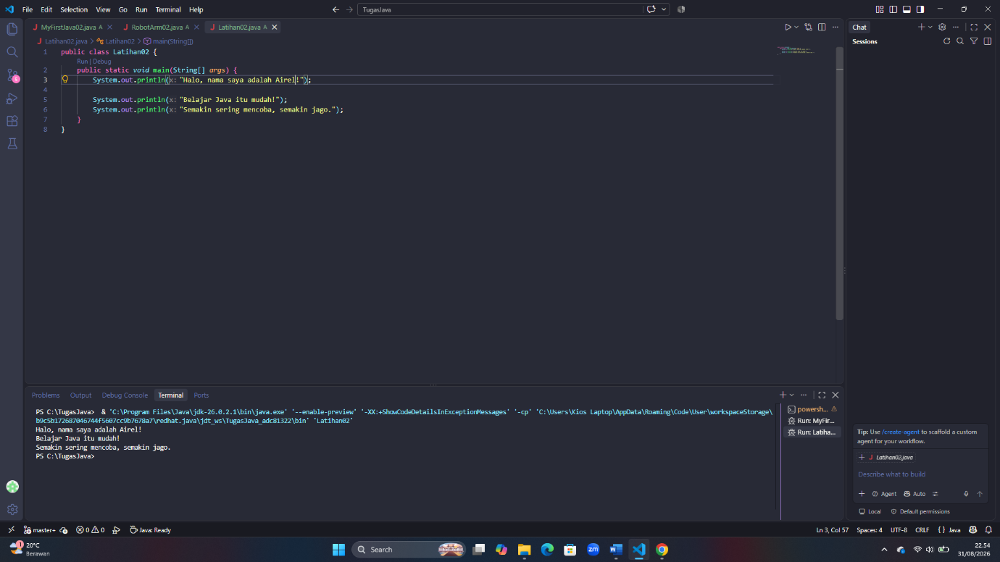 File Edit Selection View Go Run Terminal Help
TugasJava
MyFirstJava02.java A
RobotArm02.java A
Latihan02.java A
Latihan02.java > Latihan02 > main(String[])
1 public class Latihan02 {
Run | Debug
2 public static void main(String[] args) {
3 System.out.println(x: "Halo, nama saya adalah Airel!");
4
5 System.out.println(x: "Belajar Java itu mudah!");
6 System.out.println(x: "Semakin sering mencoba, semakin jago.");
7 }
8 }
Problems Output Debug Console Terminal Ports
PS C:\TugasJava> & 'C:\Program Files\Java\jdk-26.0.2.1\bin\java.exe' '--enable-preview' '-XX:+ShowCodeDetailsInExceptionMessages' '-cp' 'C:\Users\Kios Laptop\AppData\Roaming\Code\User\workspaceStorage\
b9c5b172687046744f5607cc9b7678a7\redhat.java\jdt_ws\TugasJava_adc81322\bin' 'Latihan02'
Halo, nama saya adalah Airel!
Belajar Java itu mudah!
Semakin sering mencoba, semakin jago.
PS C:\TugasJava>
powersh...
Run: MyFir...
Run: Latiha...
Chat
Sessions
Tip: Use /create-agent to scaffold a custom
agent for your workflow.
Latihan02.java
Describe what to build
Agent Auto
Local Default permissions
5
master+ 0 0 Java: Ready
Ln 3, Col 57 Spaces: 4 UTF-8 CRLF {} Java
1
20°C
Berawan
Search
zm
22.54
31/08/2026